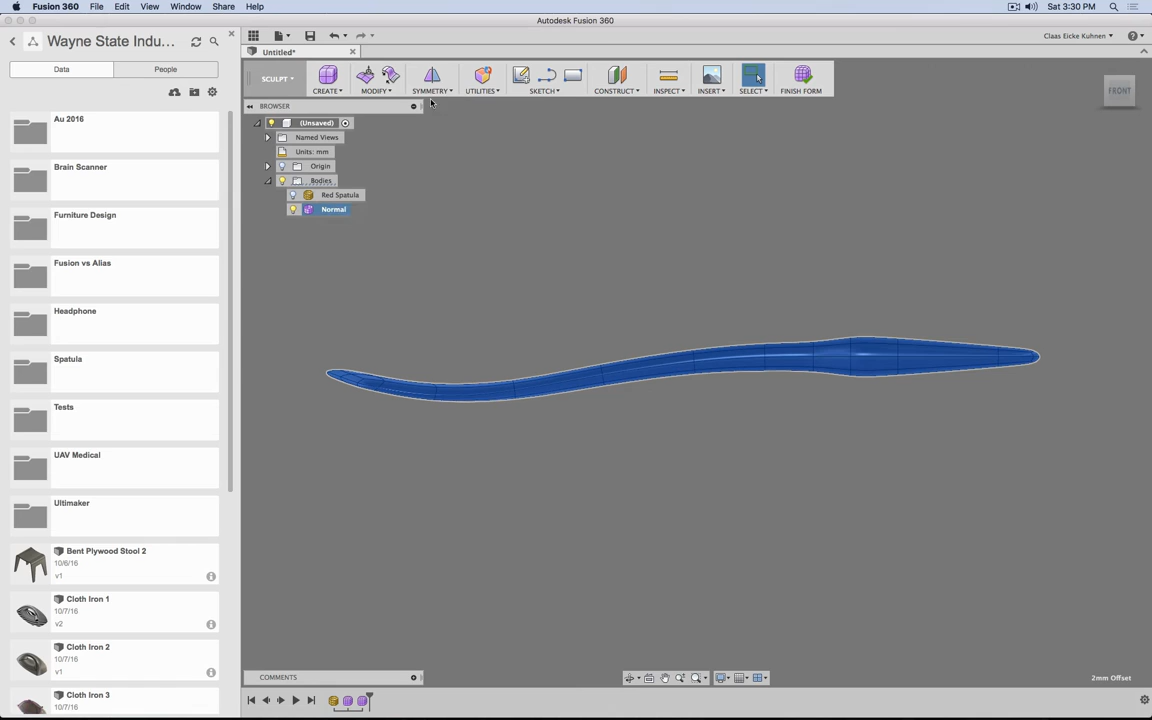 Fusion 360 File Edit View Window Share Help
Sat 3:30 PM
Autodesk Fusion 360
Wayne State Indu...
Claas Eicke Kuhnen
Untitled*
Data People
SCULPT CREATE MODIFY SYMMETRY UTILITIES SKETCH CONSTRUCT INSPECT INSERT SELECT FINISH FORM
FRONT
BROWSER
(Unsaved)
Named Views
Units: mm
Origin
Bodies
Red Spatula
Normal
Au 2016
Brain Scanner
Furniture Design
Fusion vs Alias
Headphone
Spatula
Tests
UAV Medical
Ultimaker
Bent Plywood Stool 2
10/6/16
v1
Cloth Iron 1
10/7/16
v2
Cloth Iron 2
10/7/16
v1
Cloth Iron 3
10/7/16
COMMENTS
2mm Offset